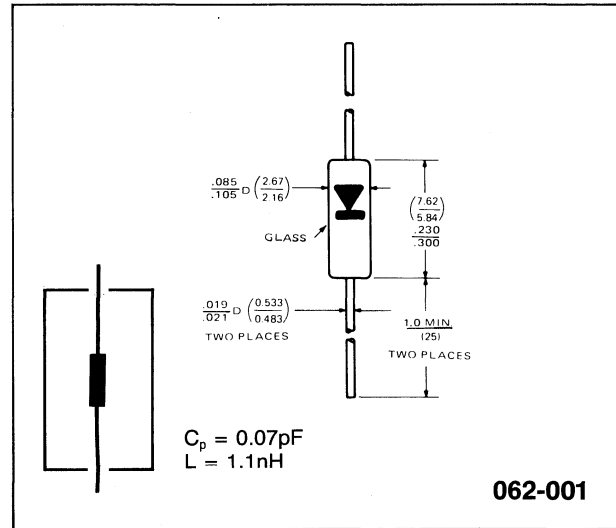 .085
.105 D (2.67
2.16)
GLASS
(7.62
5.84)
.230
.300
.019
.021 D (0.533
0.483)
TWO PLACES
1.0 MIN
(25)
TWO PLACES
Cp = 0.07pF
L = 1.1nH
062-001